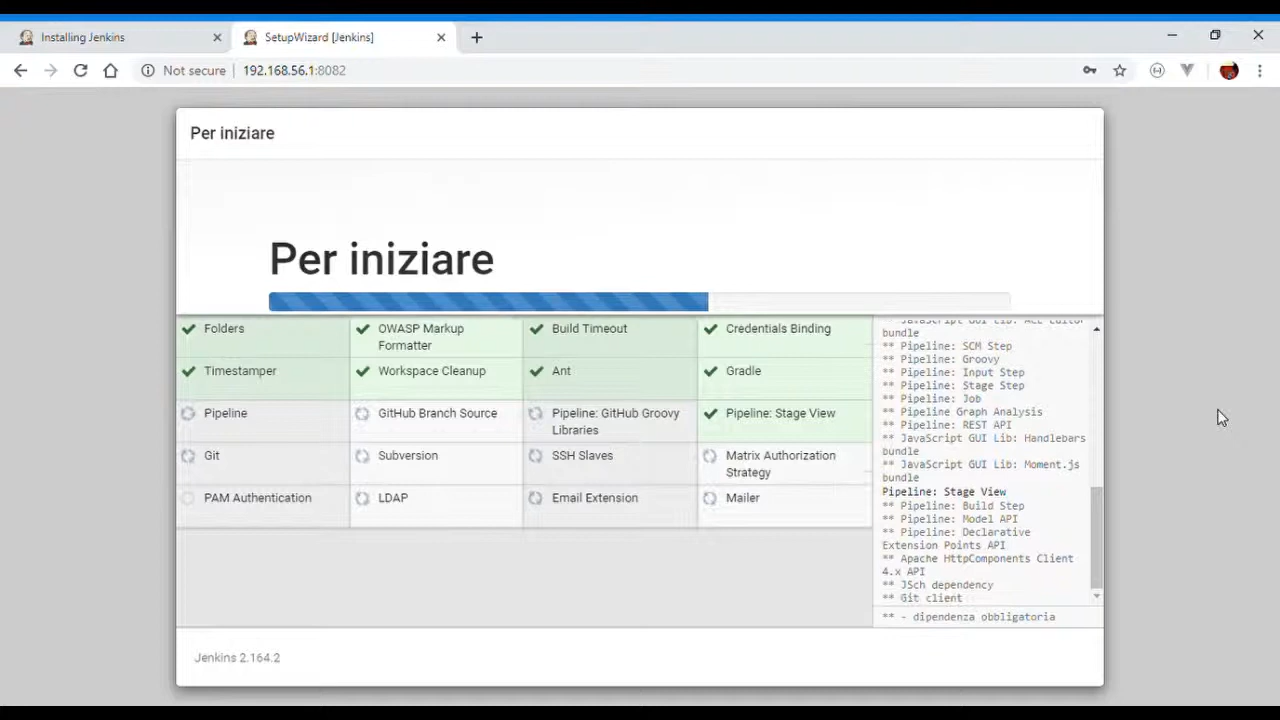 Installing Jenkins
SetupWizard [Jenkins]
Not secure
192.168.56.1:8082
Per iniziare
Per iniziare
Folders
OWASP Markup
Formatter
Build Timeout
Credentials Binding
Timestamper
Workspace Cleanup
Ant
Gradle
Pipeline
GitHub Branch Source
Pipeline: GitHub Groovy
Libraries
Pipeline: Stage View
Git
Subversion
SSH Slaves
Matrix Authorization
Strategy
PAM Authentication
LDAP
Email Extension
Mailer
** JavaScript GUI Lib: ACE Editor
bundle
** Pipeline: SCM Step
** Pipeline: Groovy
** Pipeline: Input Step
** Pipeline: Stage Step
** Pipeline: Job
** Pipeline Graph Analysis
** Pipeline: REST API
** JavaScript GUI Lib: Handlebars
bundle
** JavaScript GUI Lib: Moment.js
bundle
Pipeline: Stage View
** Pipeline: Build Step
** Pipeline: Model API
** Pipeline: Declarative
Extension Points API
** Apache HttpComponents Client
4.x API
** JSch dependency
** Git client
** - dipendenza obbligatoria
Jenkins 2.164.2